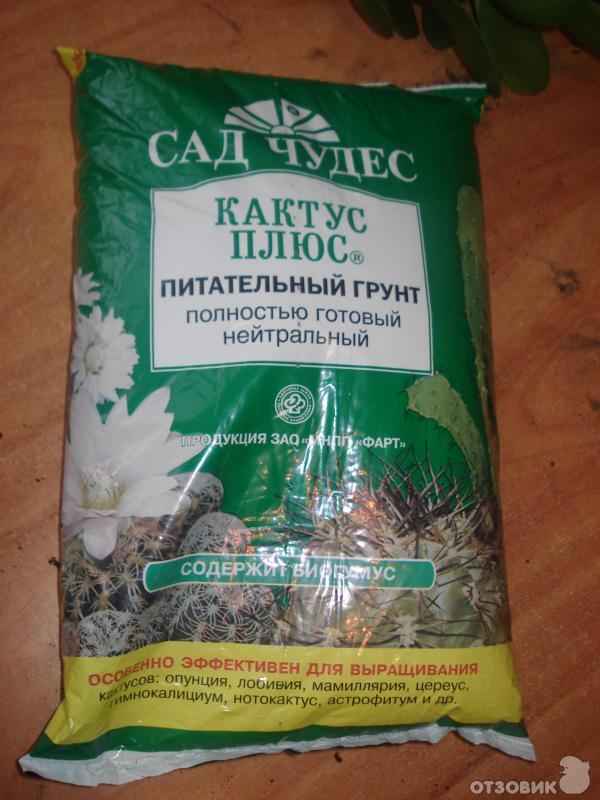 САД ЧУДЕС
КАКТУС
ПЛЮС®
ПИТАТЕЛЬНЫЙ ГРУНТ
полностью готовый
нейтральный
ПРОДУКЦИЯ ЗАО «МНПП «ФАРТ»
СОДЕРЖИТ БИОГУМУС
ОСОБЕННО ЭФФЕКТИВЕН ДЛЯ ВЫРАЩИВАНИЯ
кактусов: опунция, лобивия, мамиллярия, цереус,
гимнокалициум, нотокактус, астрофитум и др.
ОТЗОВИК